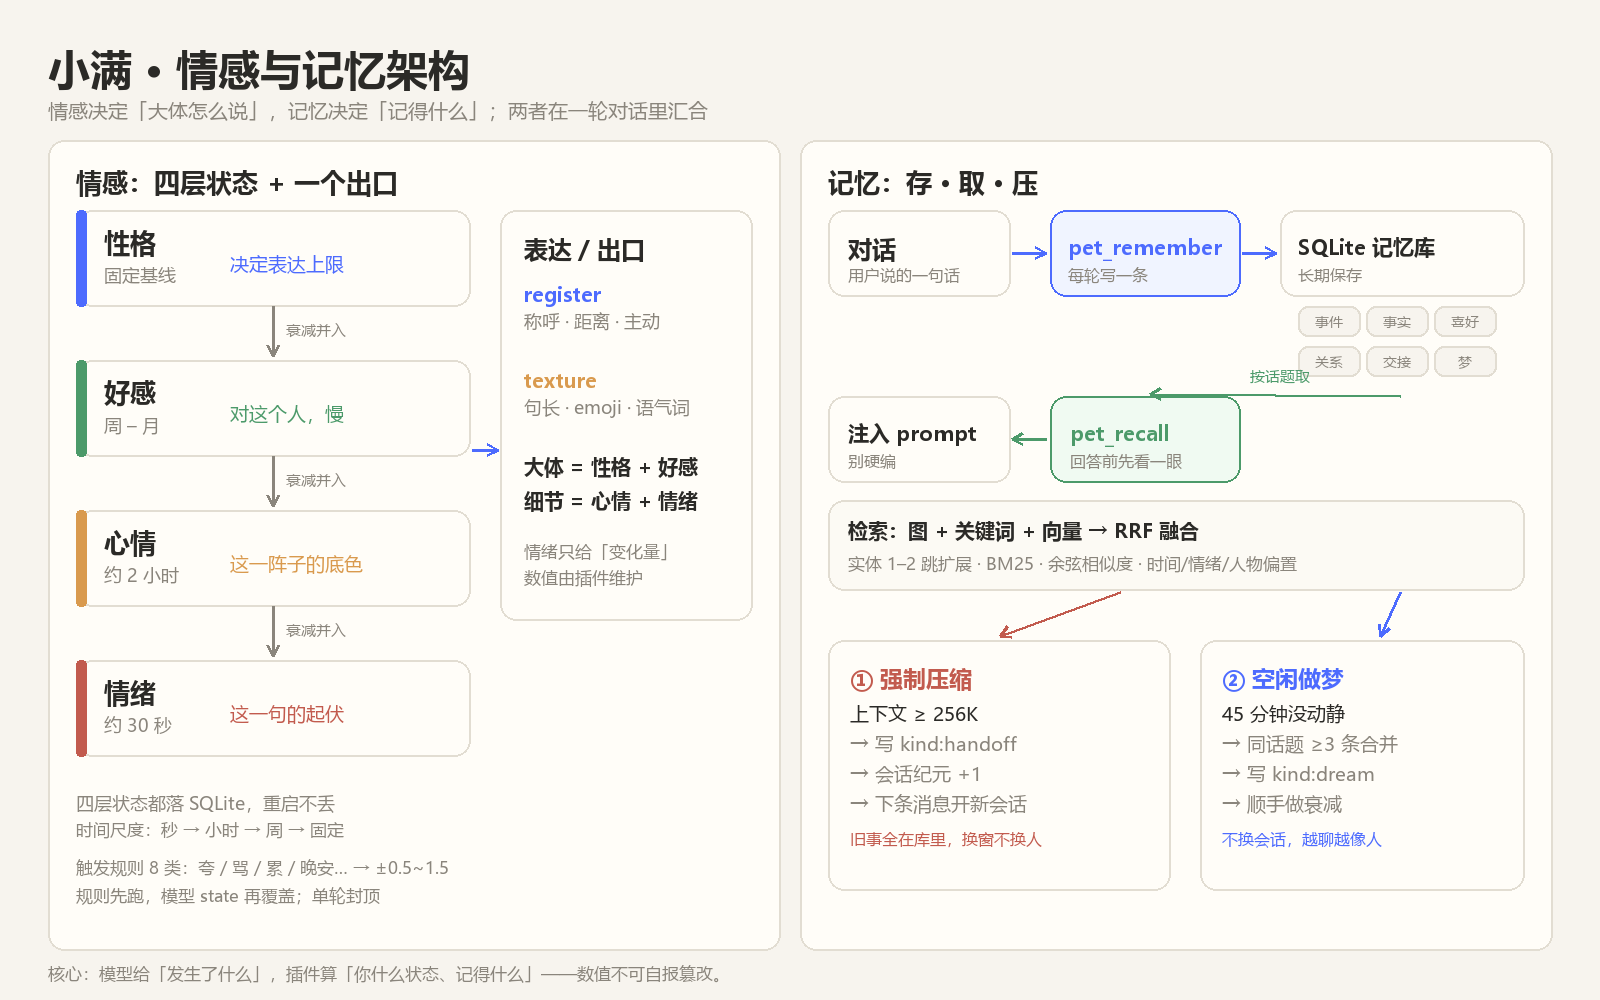 小满 • 情感与记忆架构
情感决定「大体怎么说」，记忆决定「记得什么」；两者在一轮对话里汇合
情感：四层状态 + 一个出口
性格
固定基线
决定表达上限
衰减并入
好感
周 – 月
对这个人，慢
衰减并入
心情
约 2 小时
这一阵子的底色
衰减并入
情绪
约 30 秒
这一句的起伏
四层状态都落 SQLite，重启不丢
时间尺度：秒 → 小时 → 周 → 固定
触发规则 8 类：夸 / 骂 / 累 / 晚安… → ±0.5~1.5
规则先跑，模型 state 再覆盖；单轮封顶
表达 / 出口
register
称呼 · 距离 · 主动
texture
句长 · emoji · 语气词
大体 = 性格 + 好感
细节 = 心情 + 情绪
情绪只给「变化量」
数值由插件维护
记忆：存 • 取 • 压
对话
用户说的一句话
pet_remember
每轮写一条
SQLite 记忆库
长期保存
事件
事实
喜好
关系
交接
梦
按话题取
注入 prompt
别硬编
pet_recall
回答前先看一眼
检索：图 + 关键词 + 向量 → RRF 融合
实体 1–2 跳扩展 · BM25 · 余弦相似度 · 时间/情绪/人物偏置
① 强制压缩
上下文 ≥ 256K
→ 写 kind:handoff
→ 会话纪元 +1
→ 下条消息开新会话
旧事全在库里，换窗不换人
② 空闲做梦
45 分钟没动静
→ 同话题 ≥3 条合并
→ 写 kind:dream
→ 顺手做衰减
不换会话，越聊越像人
核心：模型给「发生了什么」，插件算「你什么状态、记得什么」——数值不可自报篡改。